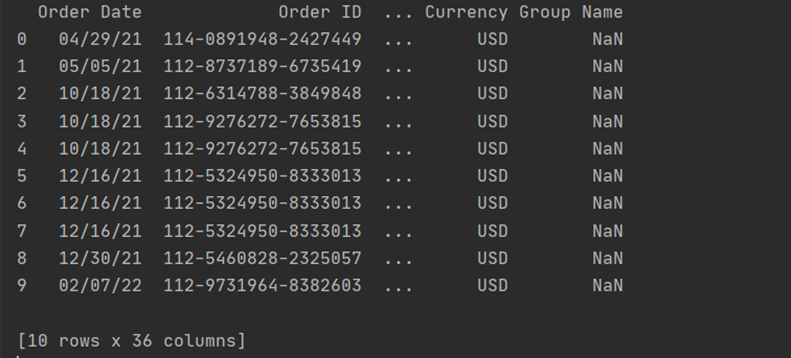 Order Date Order ID ... Currency Group Name
0 04/29/21 114-0891948-2427449 ... USD NaN
1 05/05/21 112-8737189-6735419 ... USD NaN
2 10/18/21 112-6314788-3849848 ... USD NaN
3 10/18/21 112-9276272-7653815 ... USD NaN
4 10/18/21 112-9276272-7653815 ... USD NaN
5 12/16/21 112-5324950-8333013 ... USD NaN
6 12/16/21 112-5324950-8333013 ... USD NaN
7 12/16/21 112-5324950-8333013 ... USD NaN
8 12/30/21 112-5460828-2325057 ... USD NaN
9 02/07/22 112-9731964-8382603 ... USD NaN
[10 rows x 36 columns]